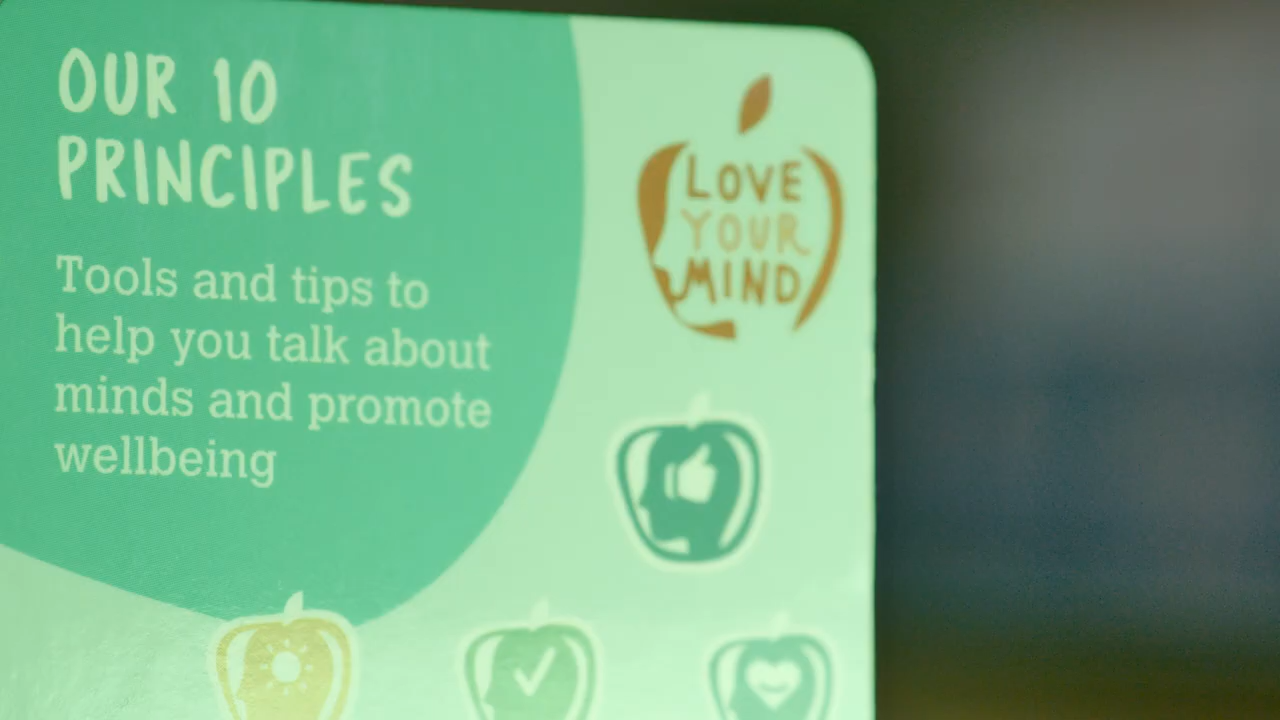 OUR 10
PRINCIPLES
Tools and tips to
help you talk about
minds and promote
wellbeing
LOVE
YOUR
MIND